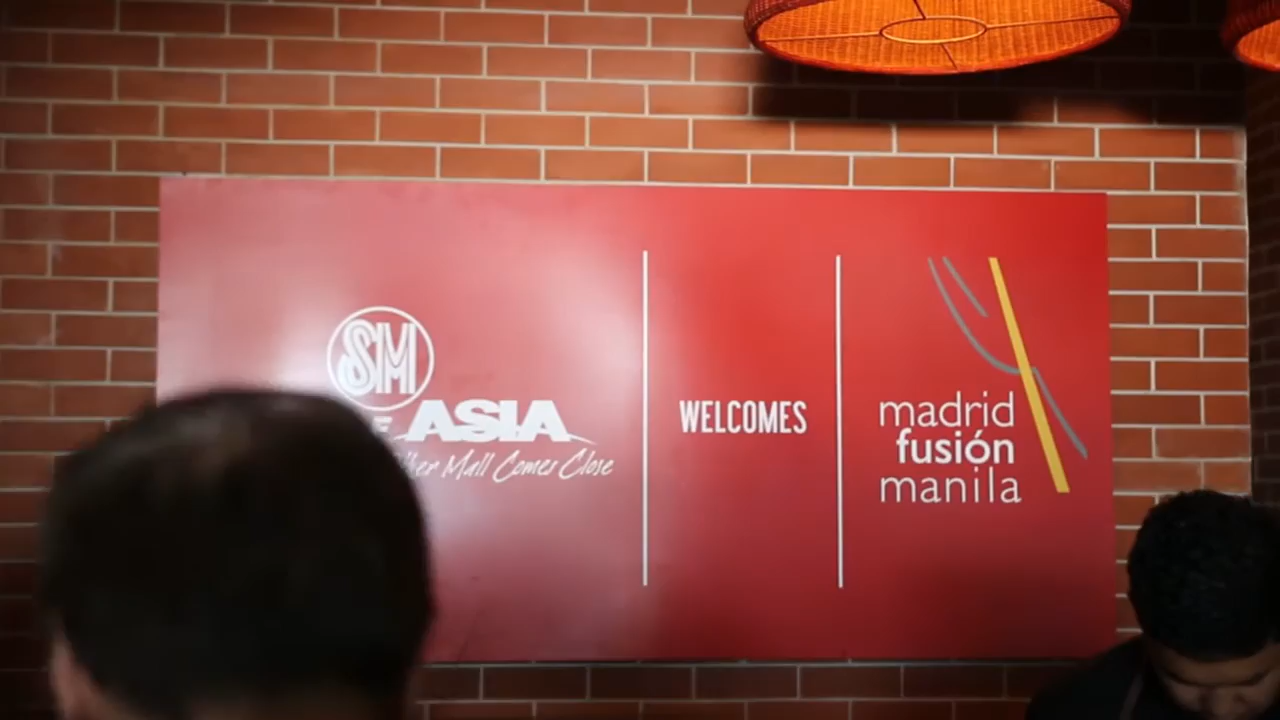 SM
ASIA
Mall Comes Close
WELCOMES
madrid
fusión
manila